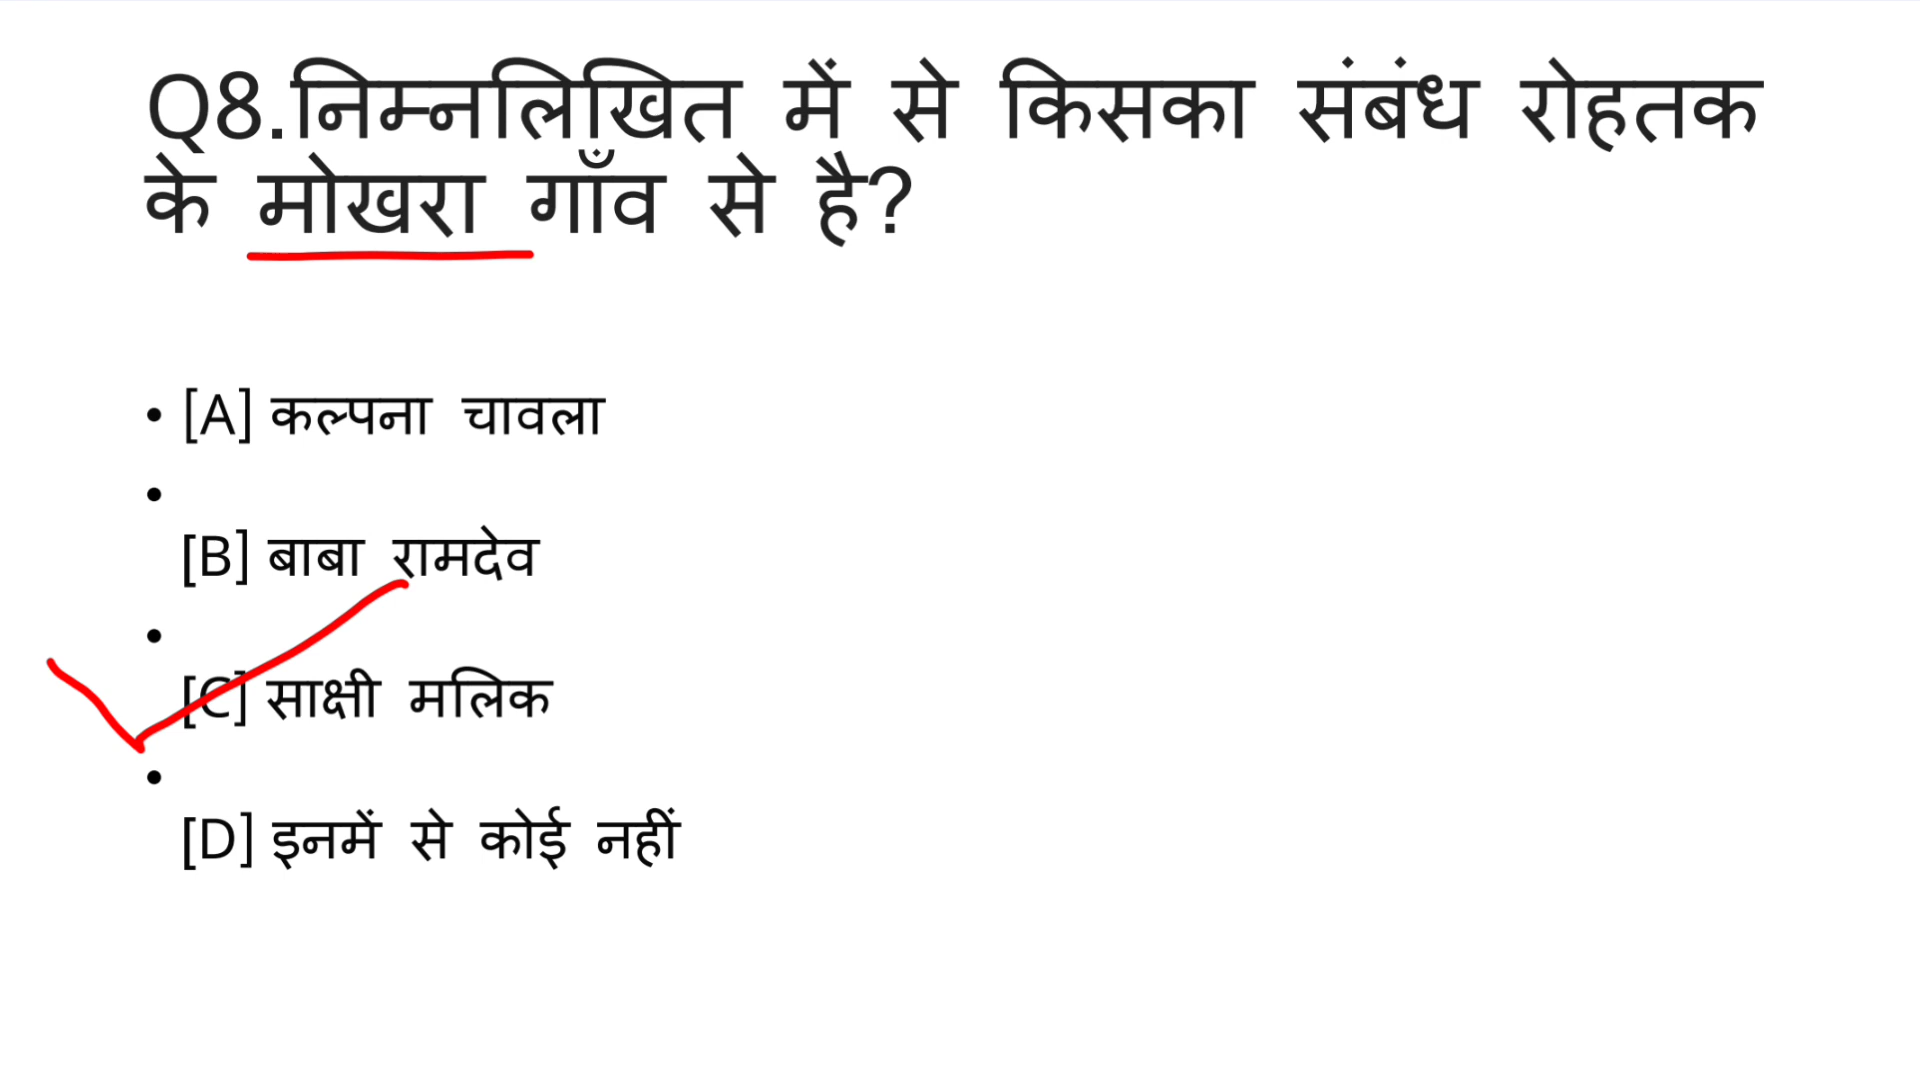 Q8.निम्नलिखित में से किसका संबंध रोहतक
के मोखरा गाँव से है?
• [A] कल्पना चावला
•
[B] बाबा रामदेव
•
[C] साक्षी मलिक
•
[D] इनमें से कोई नहीं